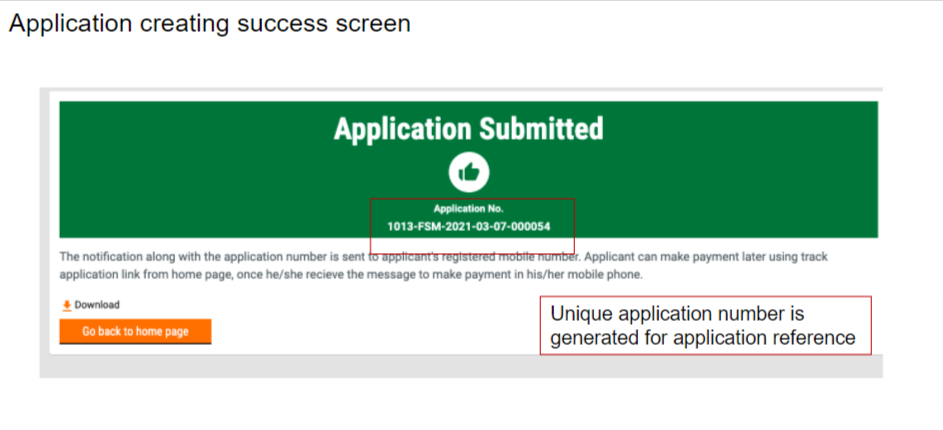 Application creating success screen
Application Submitted
Application No.
1013-FSM-2021-03-07-000054
The notification along with the application number is sent to applicant's registered mobile number. Applicant can make payment later using track
application link from home page, once he/she recieve the message to make payment in his/her mobile phone.
Download
Go back to home page
Unique application number is
generated for application reference